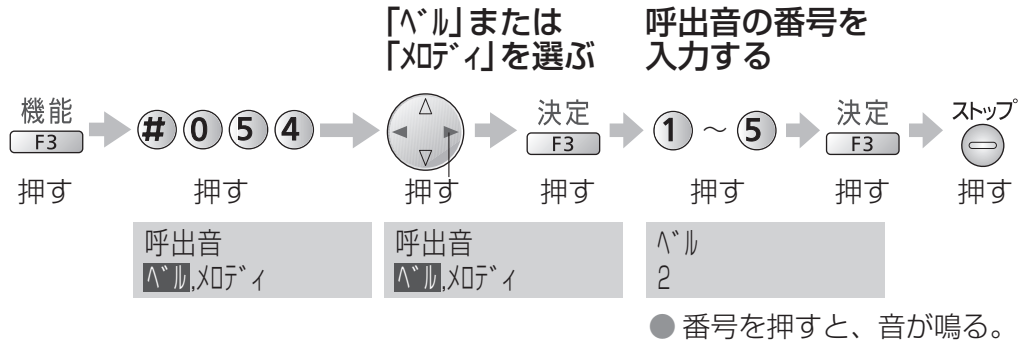 「ﾍﾞﾙ」または
「ﾒﾛﾃﾞｨ」を選ぶ
呼出音の番号を
入力する
機能
F3
押す
# 0 5 4
押す
押す
決定
F3
押す
1 ～ 5
押す
決定
F3
押す
ストップ
押す
呼出音
ﾍﾞﾙ,ﾒﾛﾃﾞｨ
呼出音
ﾍﾞﾙ,ﾒﾛﾃﾞｨ
ﾍﾞﾙ
2
● 番号を押すと、音が鳴る。